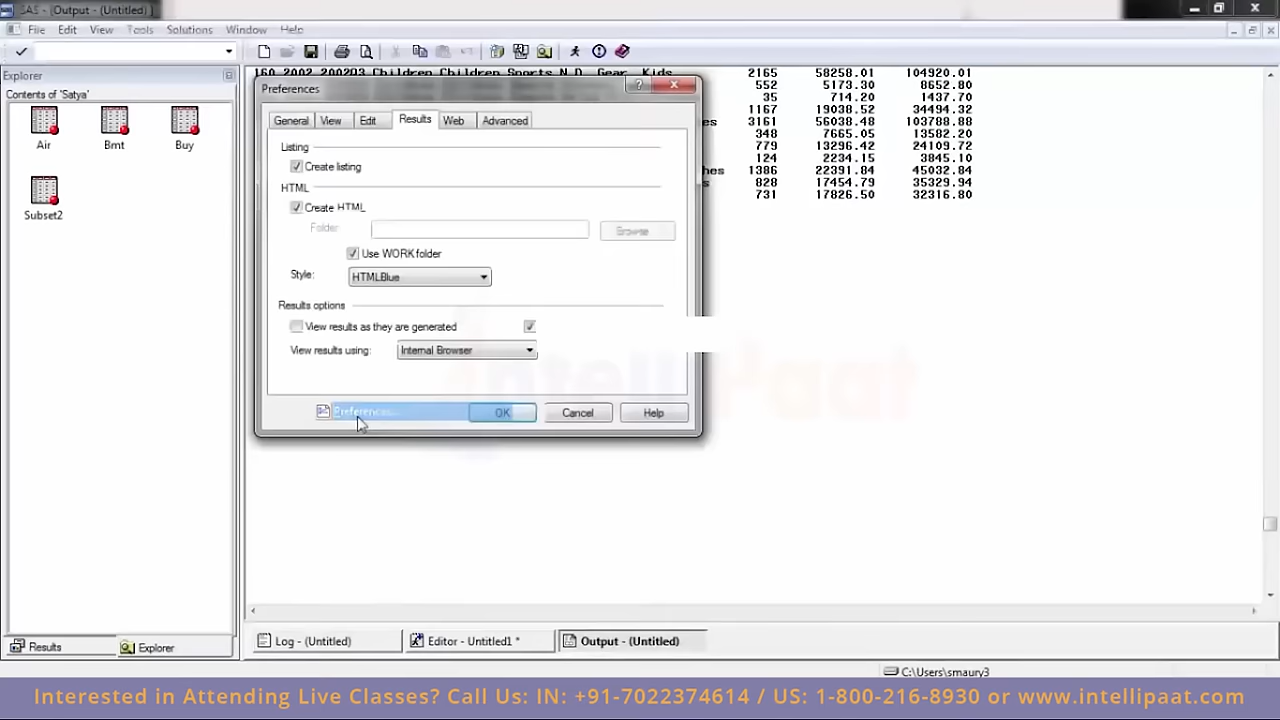 SAS - (Output - (Untitled) )
File Edit View Tools Solutions Window Help
Explorer
Contents of 'Satya'
Air Bmt Buy
Subset2
160 2002 2002Q3 Children Children Sports N.D. Gear, Kids 2165 58258.01 104920.01
552 5173.30 8652.80
35 714.20 1437.70
1167 19038.52 34494.32
es 3161 56038.48 103788.88
348 7665.05 13582.20
779 13296.42 24109.72
124 2234.15 3845.10
hes 1386 22391.84 45032.84
s 828 17454.79 35329.94
731 17826.50 32316.80
Preferences
General View Edit Results Web Advanced
Listing
Create listing
HTML
Create HTML
Folder Browse
Use WORK folder
Style: HTMLBlue
Results options
View results as they are generated
View results using: Internal Browser
Preferences... OK Cancel Help
IntelliPaat
Results Explorer
Log - (Untitled) Editor - Untitled1 * Output - (Untitled)
C:\Users\smaury3
Interested in Attending Live Classes? Call Us: IN: +91-7022374614 / US: 1-800-216-8930 or www.intellipaat.com